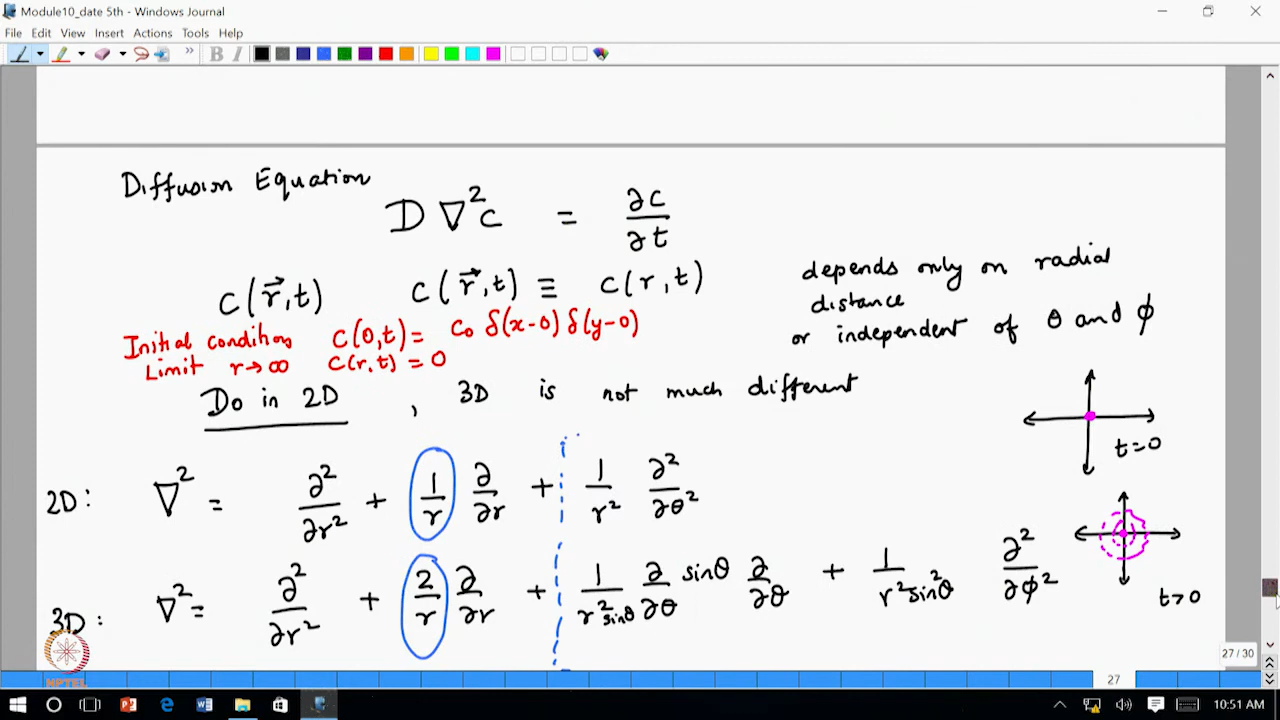 Module10_date 5th - Windows Journal
File Edit View Insert Actions Tools Help
B I
Diffusion Equation
D ∇²c = ∂c/∂t
C(r⃗,t) C(r⃗,t) ≡ C(r,t)
depends only on radial
distance
or independent of θ and ϕ
Initial condition C(0,t) = C₀ δ(x-0) δ(y-0)
Limit r→∞ C(r,t) = 0
Do in 2D , 3D is not much different
t=0
2D: ∇² = ∂²/∂r² + 1/r ∂/∂r + 1/r² ∂²/∂θ²
3D: ∇² = ∂²/∂r² + 2/r ∂/∂r + 1/(r² sinθ) ∂/∂θ sinθ ∂/∂θ + 1/(r² sin²θ) ∂²/∂ϕ²
t>0
NPTEL
27 / 30
27
10:51 AM